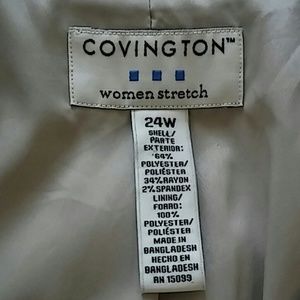 COVINGTON™
women stretch
24W
SHELL/
PARTE
EXTERIOR:
64%
POLYESTER/
POLIÉSTER
34% RAYON
2% SPANDEX
LINING/
FORRO:
100%
POLYESTER/
POLIÉSTER
MADE IN
BANGLADESH
HECHO EN
BANGLADESH
RN 15099